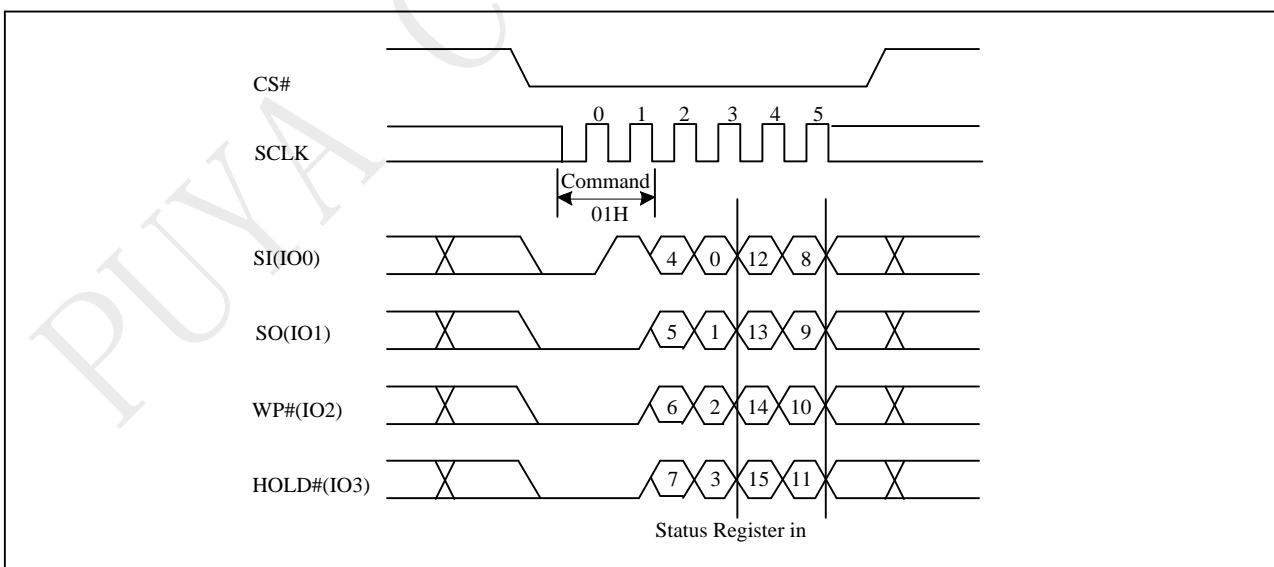 PUYA C
CS#
0 1 2 3 4 5
SCLK
Command
01H
SI(IO0) 4 0 12 8
SO(IO1) 5 1 13 9
WP#(IO2) 6 2 14 10
HOLD#(IO3) 7 3 15 11
Status Register in